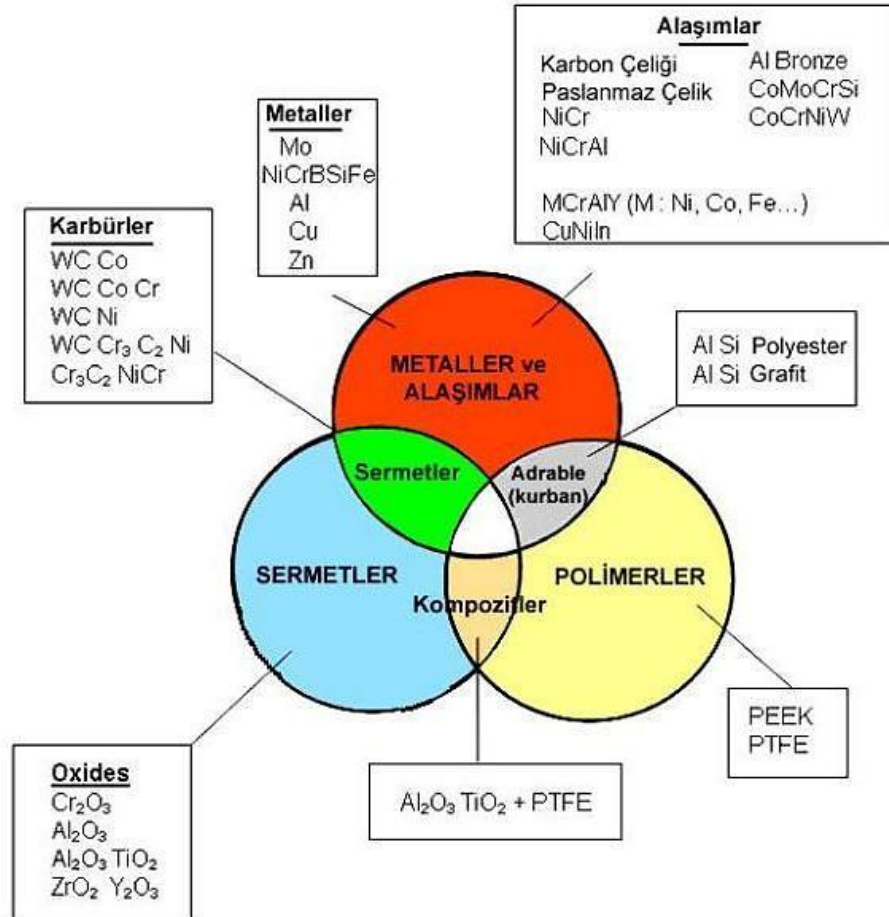 Alaşımlar
Karbon Çeliği Al Bronze
Paslanmaz Çelik CoMoCrSi
NiCr CoCrNiW
NiCrAl
MCrAlY (M : Ni, Co, Fe...)
CuNiIn
Metaller
Mo
NiCrBSiFe
Al
Cu
Zn
Karbürler
WC Co
WC Co Cr
WC Ni
WC Cr₃ C₂ Ni
Cr₃C₂ NiCr
Al Si Polyester
Al Si Grafit
METALLER ve
ALAŞIMLAR
Sermetler
Adrable
(kurban)
SERMETLER
POLİMERLER
Kompozifler
PEEK
PTFE
Al₂O₃ TiO₂ + PTFE
Oxides
Cr₂O₃
Al₂O₃
Al₂O₃ TiO₂
ZrO₂ Y₂O₃